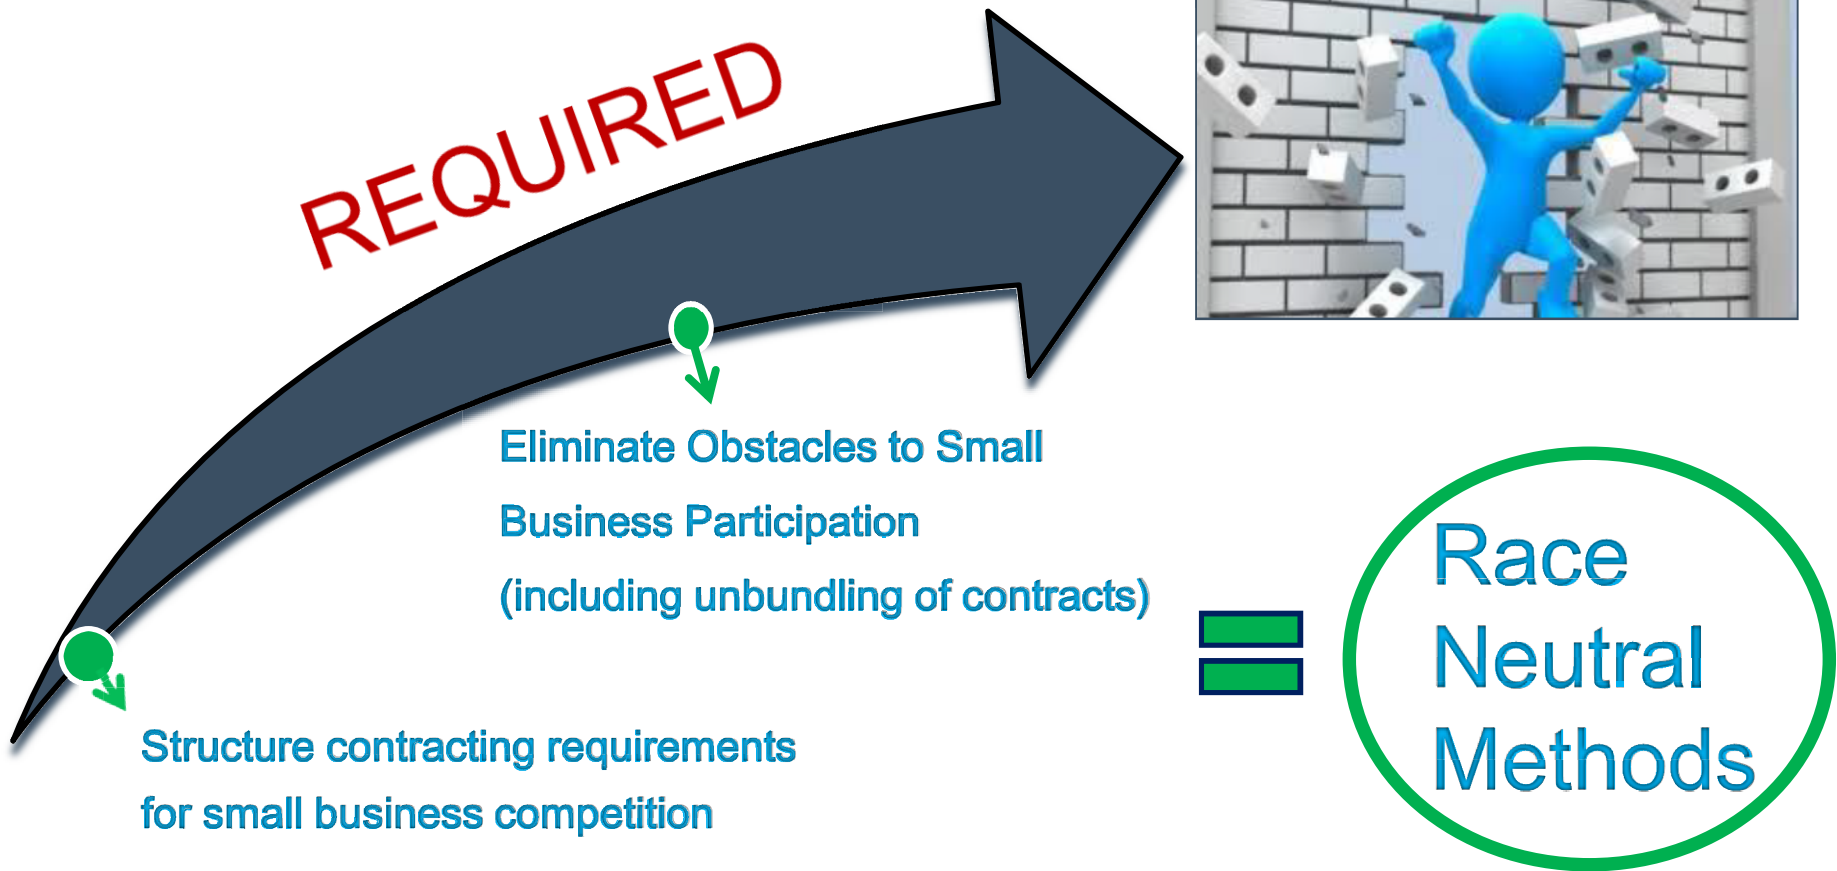 REQUIRED
Eliminate Obstacles to Small
Business Participation
(including unbundling of contracts)
Structure contracting requirements
for small business competition
Race
Neutral
Methods